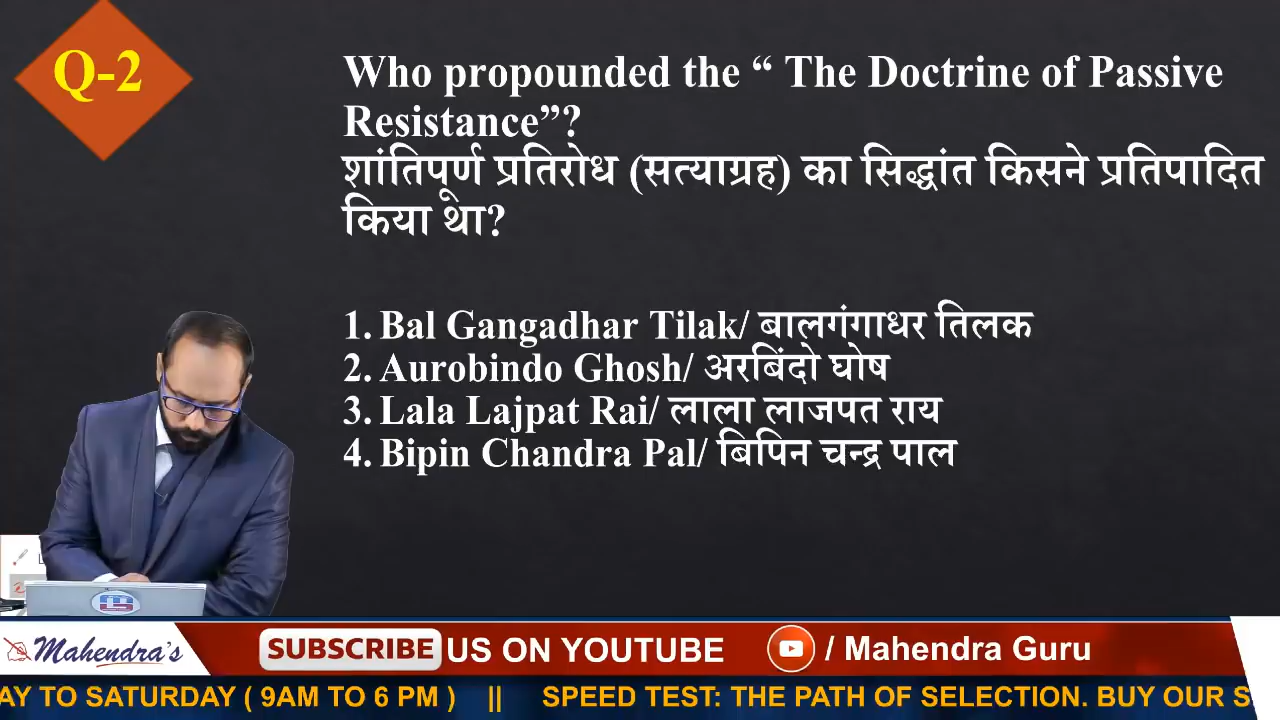 Q-2
Who propounded the “ The Doctrine of Passive
Resistance”?
शांतिपूर्ण प्रतिरोध (सत्याग्रह) का सिद्धांत किसने प्रतिपादित
किया था?
1. Bal Gangadhar Tilak/ बालगंगाधर तिलक
2. Aurobindo Ghosh/ अरबिंदो घोष
3. Lala Lajpat Rai/ लाला लाजपत राय
4. Bipin Chandra Pal/ बिपिन चन्द्र पाल
Mahendra's
SUBSCRIBE US ON YOUTUBE
/ Mahendra Guru
AY TO SATURDAY ( 9AM TO 6 PM ) || SPEED TEST: THE PATH OF SELECTION. BUY OUR S